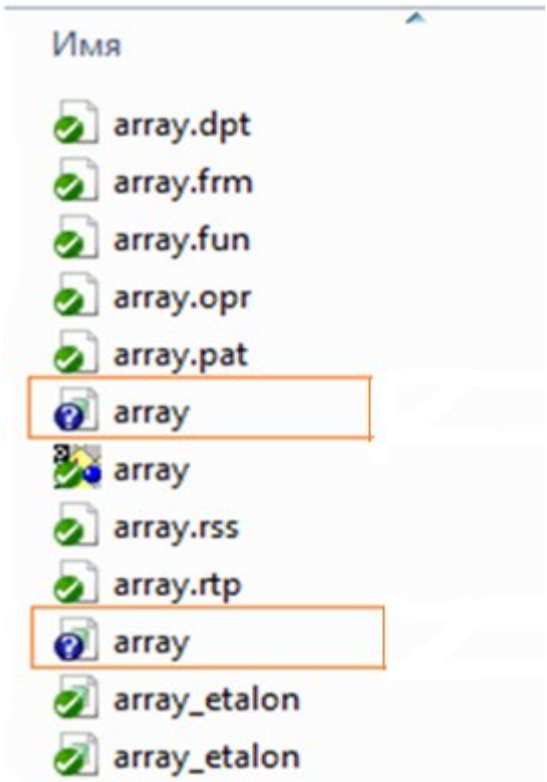 Имя
array.dpt
array.frm
array.fun
array.opr
array.pat
array
array
array.rss
array.rtp
array
array_etalon
array_etalon